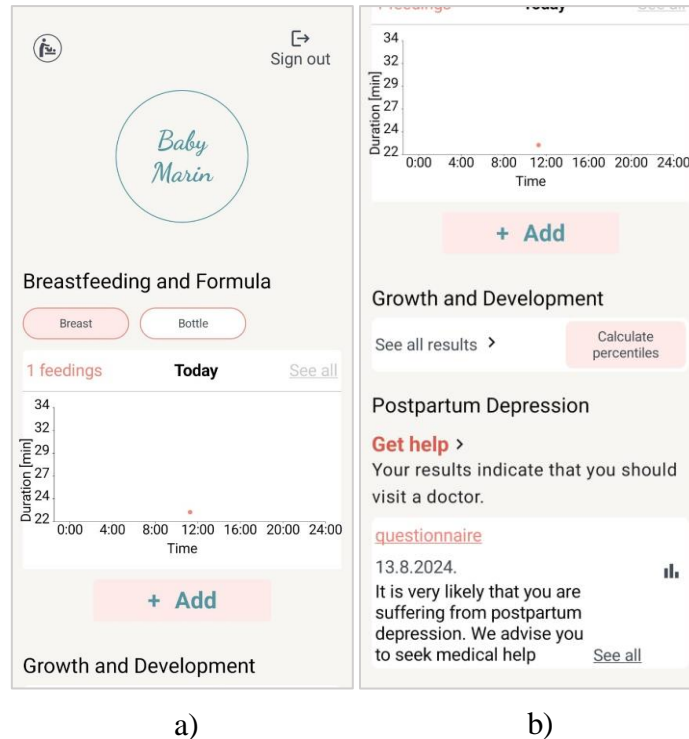 Sign out
Baby
Marin
Breastfeeding and Formula
Breast
Bottle
1 feedings
Today
See all
34
32
29
27
24
22
Duration [min]
0:00 4:00 8:00 12:00 16:00 20:00 24:00
Time
+ Add
Growth and Development
a)
1 feedings
Today
See all
34
32
29
27
24
22
Duration [min]
0:00 4:00 8:00 12:00 16:00 20:00 24:00
Time
+ Add
Growth and Development
See all results >
Calculate
percentiles
Postpartum Depression
Get help >
Your results indicate that you should
visit a doctor.
questionnaire
13.8.2024.
It is very likely that you are
suffering from postpartum
depression. We advise you
to seek medical help
See all
b)